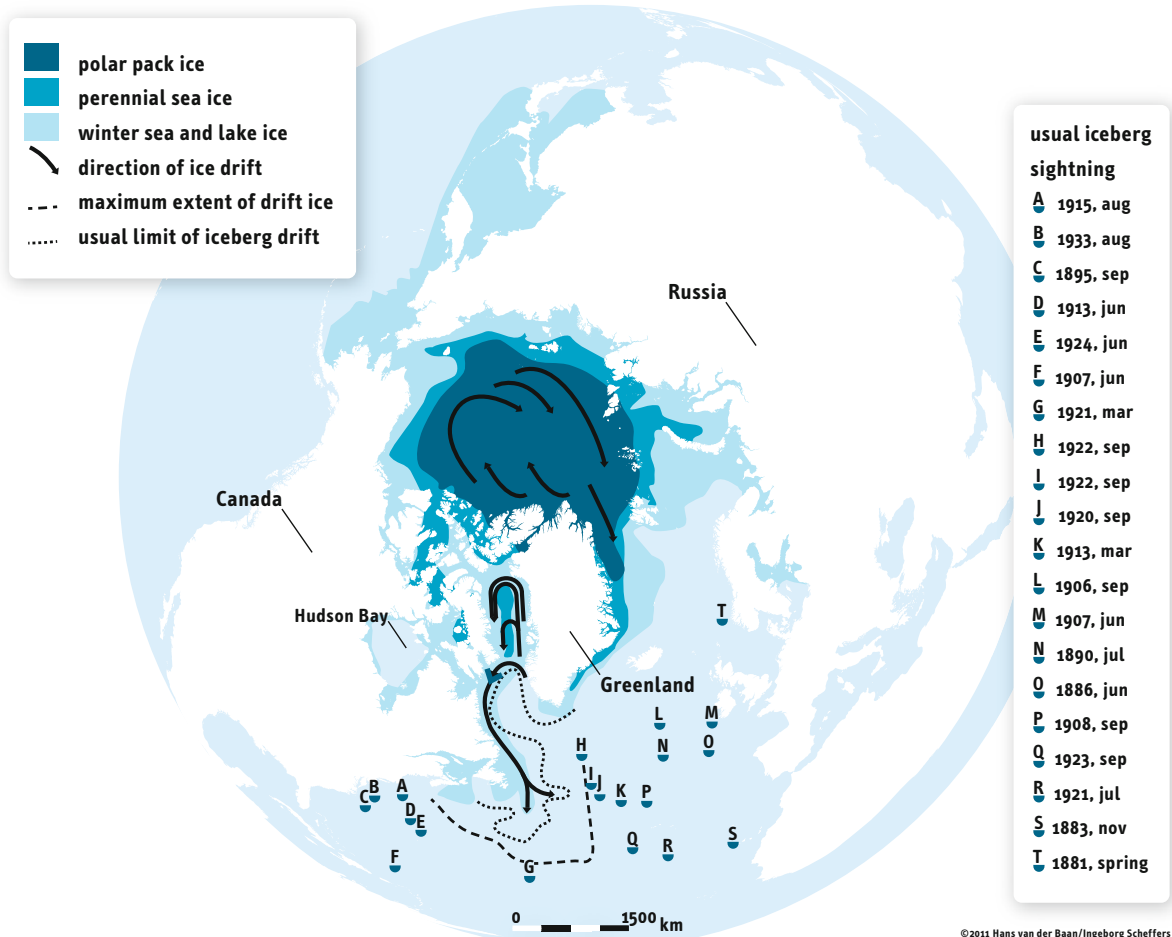 polar pack ice
perennial sea ice
winter sea and lake ice
direction of ice drift
maximum extent of drift ice
usual limit of iceberg drift
usual iceberg
sightning
A 1915, aug
B 1933, aug
C 1895, sep
D 1913, jun
E 1924, jun
F 1907, jun
G 1921, mar
H 1922, sep
I 1922, sep
J 1920, sep
K 1913, mar
L 1906, sep
M 1907, jun
N 1890, jul
O 1886, jun
P 1908, sep
Q 1923, sep
R 1921, jul
S 1883, nov
T 1881, spring
Russia
Canada
Hudson Bay
T
Greenland
L
M
H
N
O
I
J
K
P
A
B
C
D
E
Q
R
S
F
G
0 1500 km
©2011 Hans van der Baan/Ingeborg Scheffers